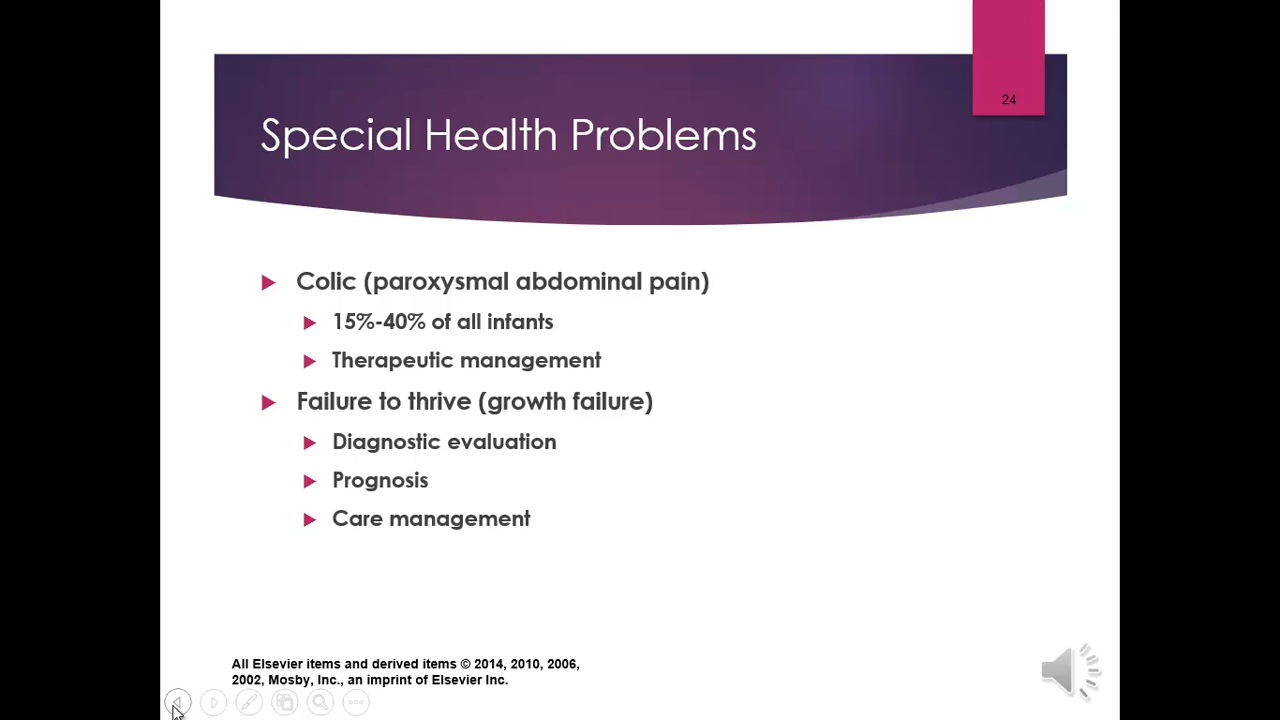 24
Special Health Problems
Colic (paroxysmal abdominal pain)
15%-40% of all infants
Therapeutic management
Failure to thrive (growth failure)
Diagnostic evaluation
Prognosis
Care management
All Elsevier items and derived items © 2014, 2010, 2006,
2002, Mosby, Inc., an imprint of Elsevier Inc.